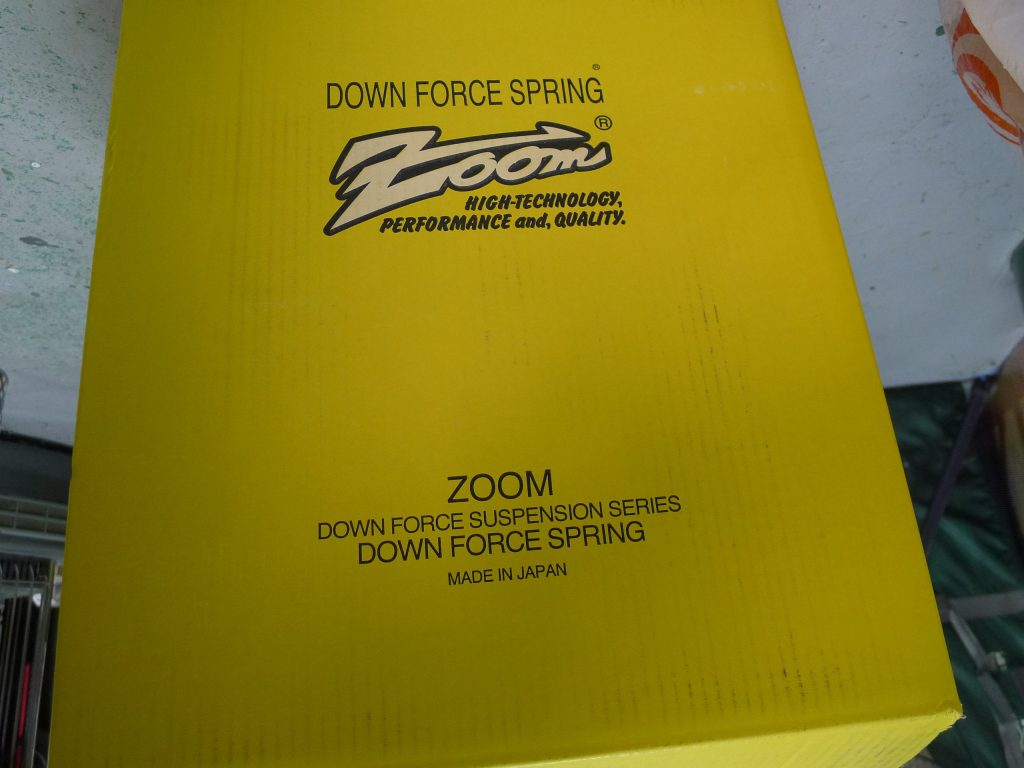 DOWN FORCE SPRING®
Zoom®
HIGH-TECHNOLOGY,
PERFORMANCE and, QUALITY.
ZOOM
DOWN FORCE SUSPENSION SERIES
DOWN FORCE SPRING
MADE IN JAPAN